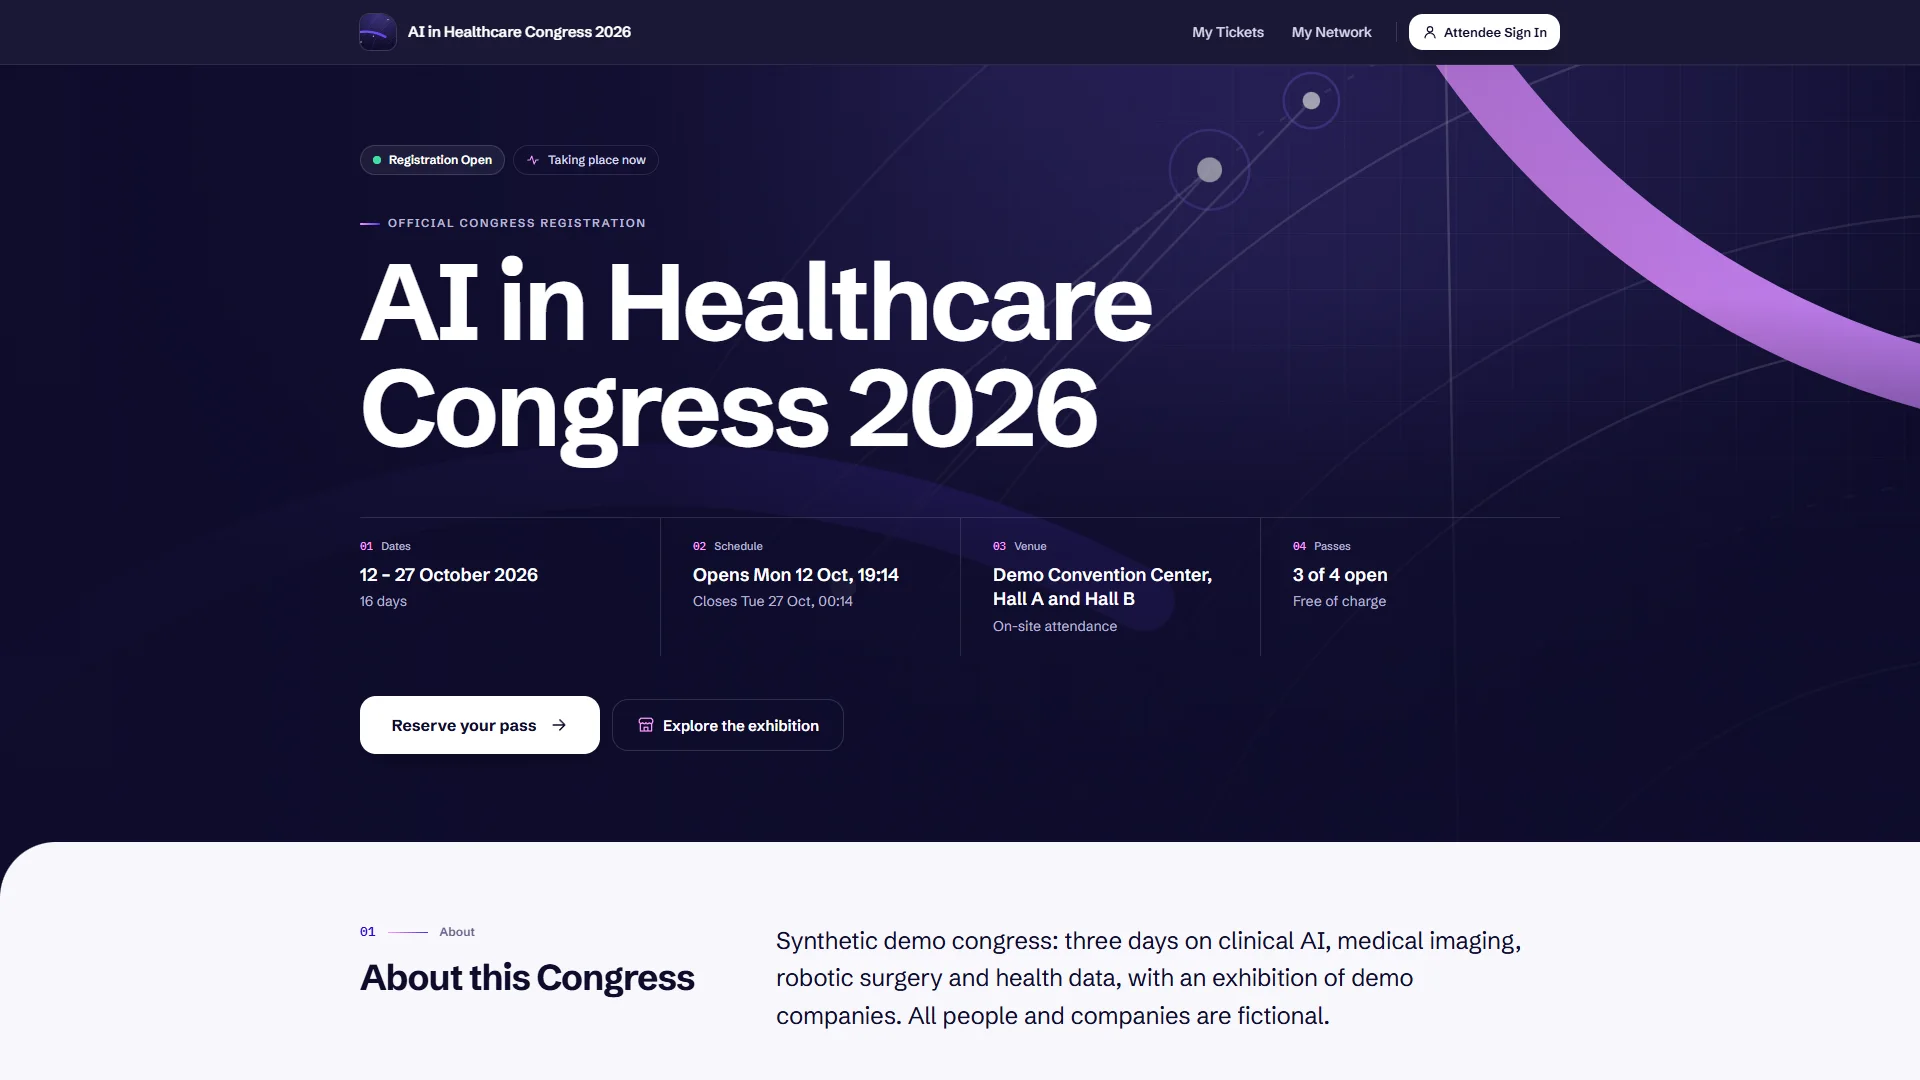 AI in Healthcare Congress 2026
My Tickets
My Network
Attendee Sign In
Registration Open
Taking place now
OFFICIAL CONGRESS REGISTRATION
AI in Healthcare
Congress 2026
01 Dates
12 – 27 October 2026
16 days
02 Schedule
Opens Mon 12 Oct, 19:14
Closes Tue 27 Oct, 00:14
03 Venue
Demo Convention Center,
Hall A and Hall B
On-site attendance
04 Passes
3 of 4 open
Free of charge
Reserve your pass
Explore the exhibition
01 About
About this Congress
Synthetic demo congress: three days on clinical AI, medical imaging,
robotic surgery and health data, with an exhibition of demo
companies. All people and companies are fictional.